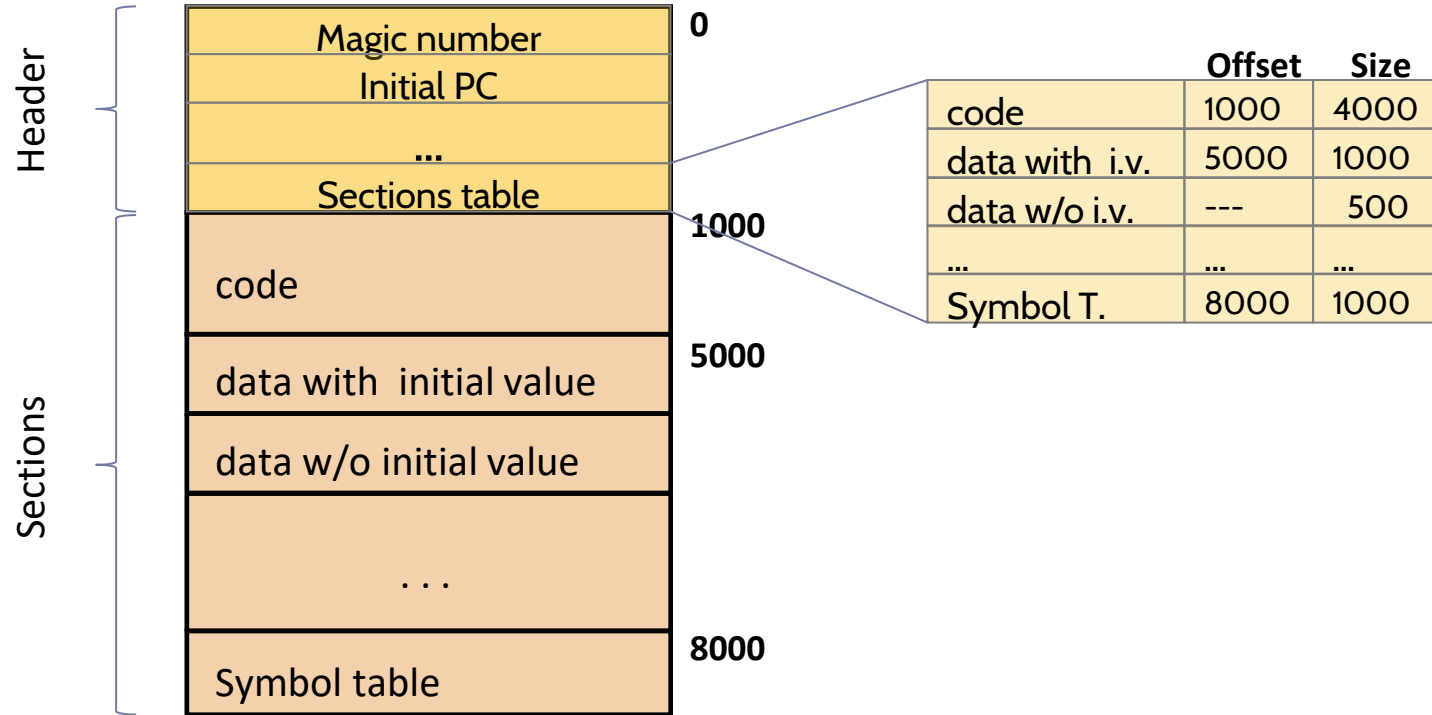 Header
Magic number
Initial PC
...
Sections table
0
1000
Sections
code
data with initial value
data w/o initial value
. . .
Symbol table
5000
8000
Offset Size
code 1000 4000
data with i.v. 5000 1000
data w/o i.v. --- 500
... ... ...
Symbol T. 8000 1000